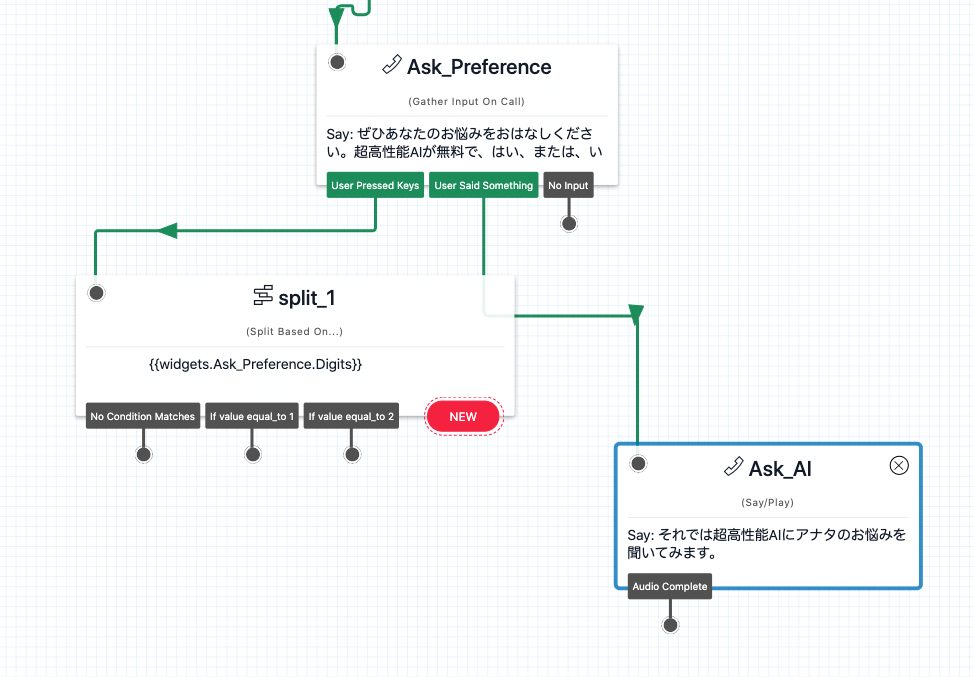 Ask_Preference
(Gather Input On Call)
Say: ぜひあなたのお悩みをおはなしくださ
い。超高性能AIが無料で、はい、または、い
User Pressed Keys
User Said Something
No Input
split_1
(Split Based On...)
{{widgets.Ask_Preference.Digits}}
No Condition Matches
If value equal_to 1
If value equal_to 2
NEW
Ask_AI
(Say/Play)
Say: それでは超高性能AIにアナタのお悩みを
聞いてみます。
Audio Complete